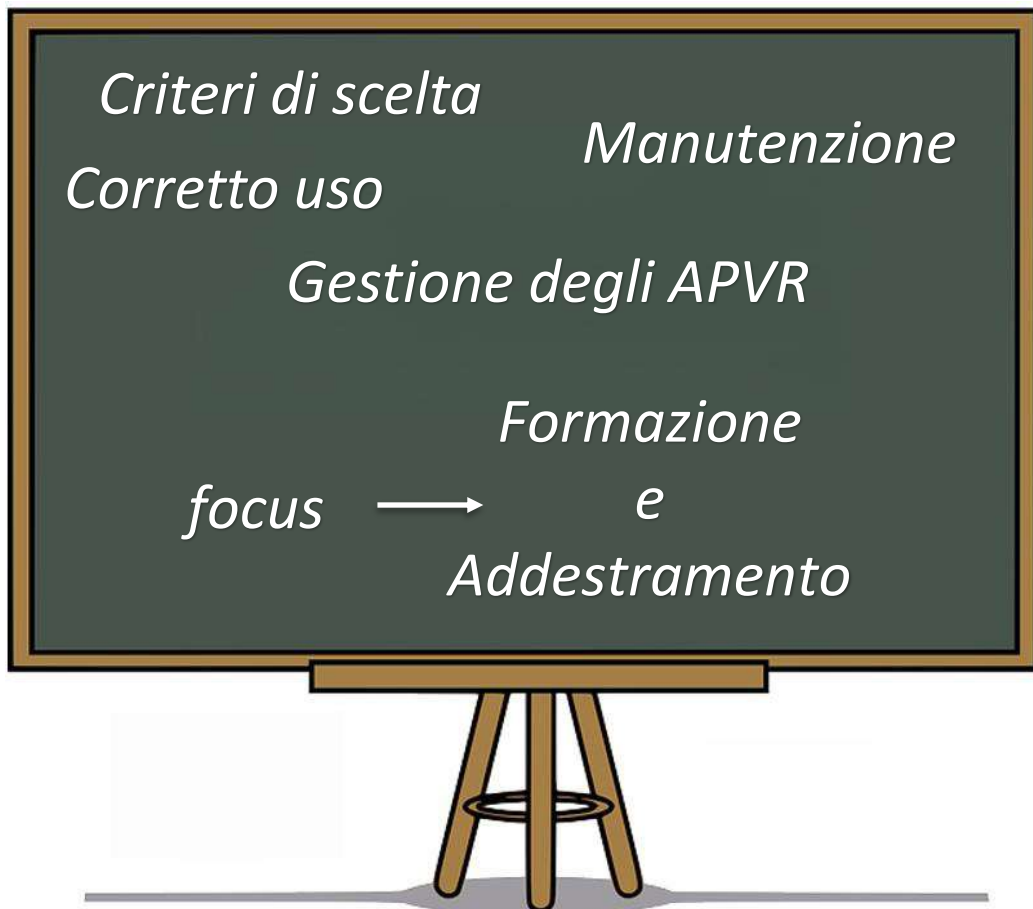 Criteri di scelta
Manutenzione
Corretto uso
Gestione degli APVR
Formazione
focus → e
Addestramento